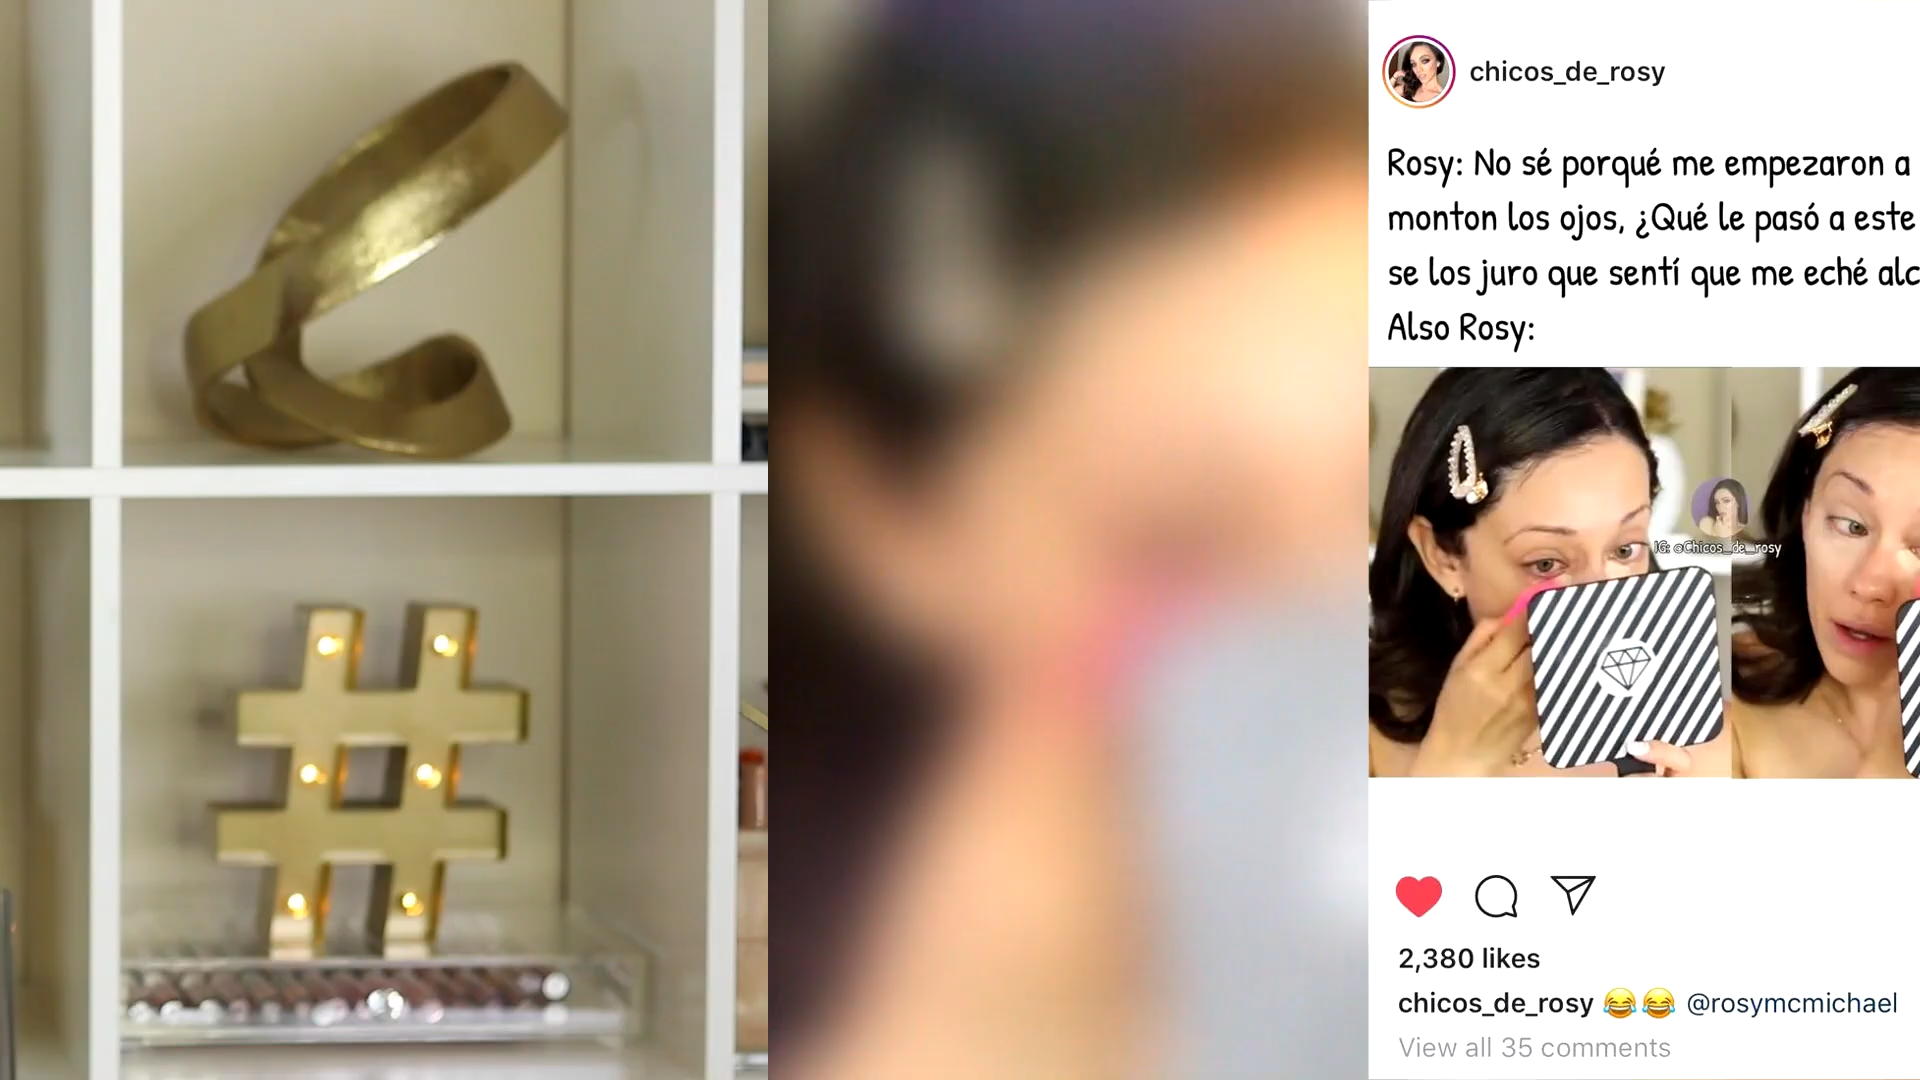 chicos_de_rosy
Rosy: No sé porqué me empezaron a
monton los ojos, ¿Qué le pasó a este
se los juro que sentí que me eché alc
Also Rosy:
IG: @Chicos_de_rosy
2,380 likes
chicos_de_rosy 😂😂 @rosymcmichael
View all 35 comments
#